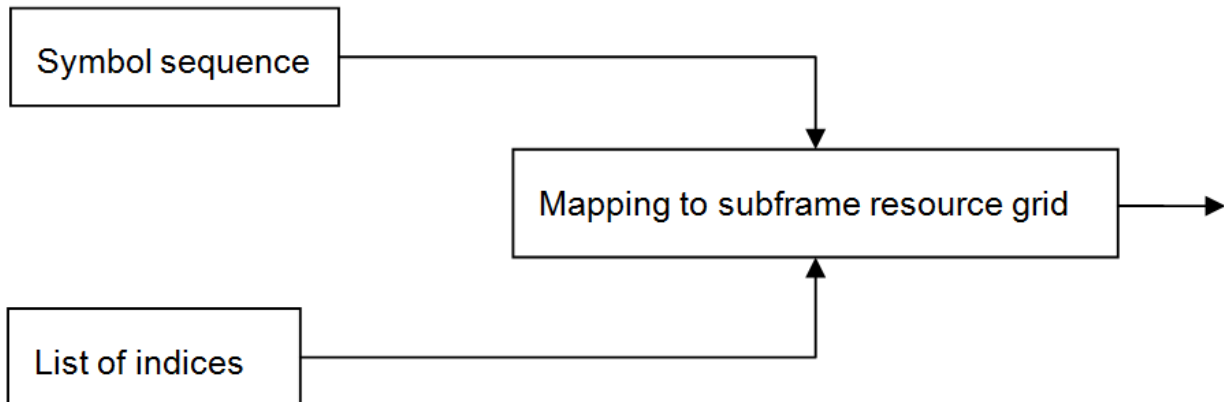 Symbol sequence
Mapping to subframe resource grid
List of indices